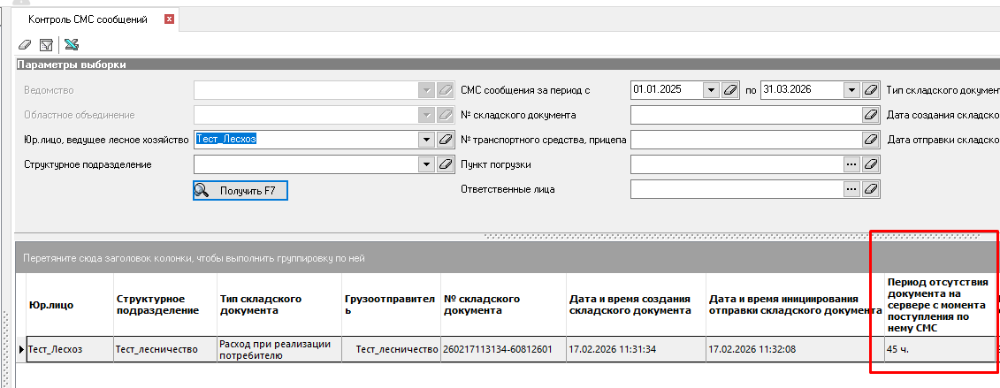 Контроль СМС сообщений
Параметры выборки
Ведомство
СМС сообщения за период с 01.01.2025 по 31.03.2026
Тип складского документ
Областное объединение
№ складского документа
Дата создания складско
Юр.лицо, ведущее лесное хозяйство Тест_Лесхоз
№ транспортного средства, прицепа
Дата отправки складско
Структурное подразделение
Пункт погрузки
Получить F7
Ответственные лица
Перетяните сюда заголовок колонки, чтобы выполнить группировку по ней
Юр.лицо
Структурное
подразделение
Тип складского
документа
Грузоотправител
ь
№ складского
документа
Дата и время создания
складского документа
Дата и время инициирования
отправки складского документа
Период отсутствия
документа на
сервере с момента
поступления по
нему СМС
Тест_Лесхоз
Тест_лесничество
Расход при реализации
потребителю
Тест_лесничество
260217113134-60812601
17.02.2026 11:31:34
17.02.2026 11:32:08
45 ч.